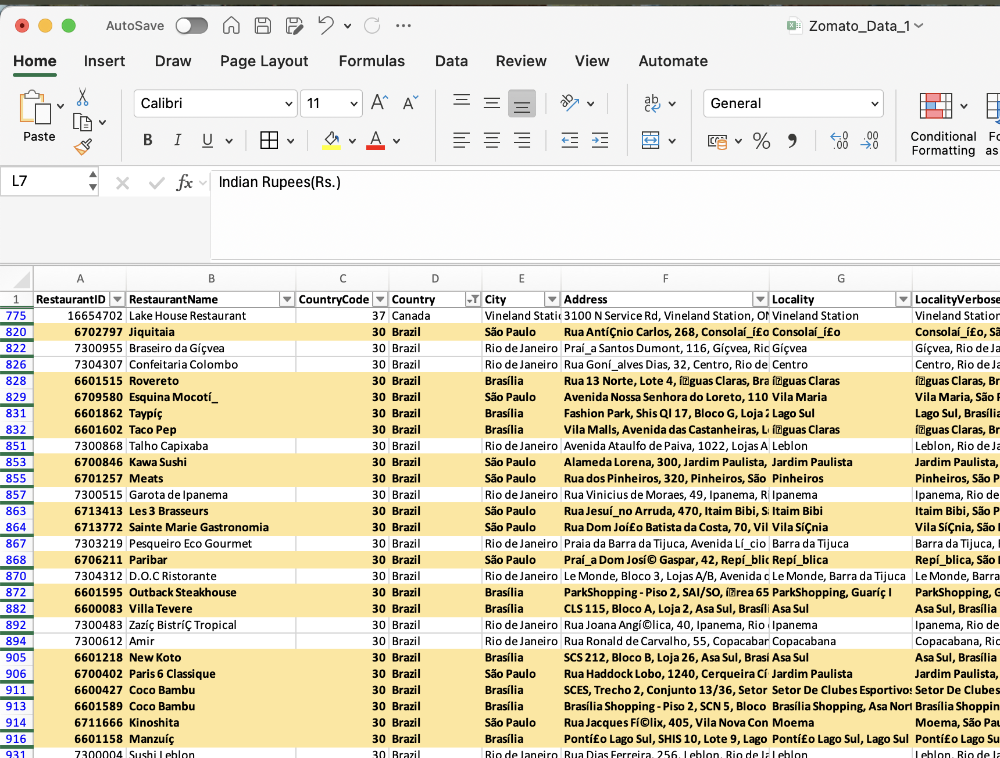 AutoSave Zomato_Data_1
Home Insert Draw Page Layout Formulas Data Review View Automate
Calibri 11 General
Paste Conditional Formatting
L7 fx Indian Rupees(Rs.)
A B C D E F G
1 RestaurantID RestaurantName CountryCode Country City Address Locality LocalityVerbose
775 16654702 Lake House Restaurant 37 Canada Vineland Static 3100 N Service Rd, Vineland Station, ON Vineland Station Vineland Station
820 6702797 Jiquitaia 30 Brazil São Paulo Rua AntíÇnio Carlos, 268, Consolaí_í£o Consolaí_í£o Consolaí_í£o, Sã
822 7300955 Braseiro da Gíçvea 30 Brazil Rio de Janeiro Praí_a Santos Dumont, 116, Gíçvea, Rio Gíçvea Gíçvea, Rio de Ja
826 7304307 Confeitaria Colombo 30 Brazil Rio de Janeiro Rua Goní_alves Dias, 32, Centro, Rio de Centro Centro, Rio de Ja
828 6601515 Rovereto 30 Brazil Brasília Rua 13 Norte, Lote 4, í guas Claras, Bra í guas Claras í guas Claras, Br
829 6709580 Esquina Mocotí_ 30 Brazil São Paulo Avenida Nossa Senhora do Loreto, 110 Vila Maria Vila Maria, São P
831 6601862 Taypíç 30 Brazil Brasília Fashion Park, Shis Ql 17, Bloco G, Loja 2 Lago Sul Lago Sul, Brasília
832 6601602 Taco Pep 30 Brazil Brasília Vila Malls, Avenida das Castanheiras, Lo í guas Claras í guas Claras, Br
851 7300868 Talho Capixaba 30 Brazil Rio de Janeiro Avenida Ataulfo de Paiva, 1022, Lojas A Leblon Leblon, Rio de Ja
853 6700846 Kawa Sushi 30 Brazil São Paulo Alameda Lorena, 300, Jardim Paulista, Jardim Paulista Jardim Paulista,
855 6701257 Meats 30 Brazil São Paulo Rua dos Pinheiros, 320, Pinheiros, São Pinheiros Pinheiros, São P
857 7300515 Garota de Ipanema 30 Brazil Rio de Janeiro Rua Vinicius de Moraes, 49, Ipanema, Ri Ipanema Ipanema, Rio de
863 6713413 Les 3 Brasseurs 30 Brazil São Paulo Rua Jesuí_no Arruda, 470, Itaim Bibi, Sã Itaim Bibi Itaim Bibi, São P
864 6713772 Sainte Marie Gastronomia 30 Brazil São Paulo Rua Dom Joí£o Batista da Costa, 70, Vil Vila SíÇnia Vila SíÇnia, São
867 7303219 Pesqueiro Eco Gourmet 30 Brazil Rio de Janeiro Praia da Barra da Tijuca, Avenida Lí_cio Barra da Tijuca Barra da Tijuca,
868 6706211 Paribar 30 Brazil São Paulo Praí_a Dom Josí© Gaspar, 42, Repí_blic Repí_blica Repí_blica, São
870 7304312 D.O.C Ristorante 30 Brazil Rio de Janeiro Le Monde, Bloco 3, Lojas A/B, Avenida d Le Monde, Barra da Tijuca Le Monde, Barra
872 6601595 Outback Steakhouse 30 Brazil Brasília ParkShopping - Piso 2, SAI/SO, í rea 65 ParkShopping, Guaríç I ParkShopping, G
882 6600083 Villa Tevere 30 Brazil Brasília CLS 115, Bloco A, Loja 2, Asa Sul, Brasíli Asa Sul Asa Sul, Brasília
892 7300483 Zazíç BistríÇ Tropical 30 Brazil Rio de Janeiro Rua Joana Angí©lica, 40, Ipanema, Rio Ipanema Ipanema, Rio de
894 7300612 Amir 30 Brazil Rio de Janeiro Rua Ronald de Carvalho, 55, Copacaban Copacabana Copacabana, Rio
905 6601218 New Koto 30 Brazil Brasília SCS 212, Bloco B, Loja 26, Asa Sul, Brasí Asa Sul Asa Sul, Brasília
906 6700402 Paris 6 Classique 30 Brazil São Paulo Rua Haddock Lobo, 1240, Cerqueira Cí Jardim Paulista Jardim Paulista,
911 6600427 Coco Bambu 30 Brazil Brasília SCES, Trecho 2, Conjunto 13/36, Setor Setor De Clubes Esportivos Setor De Clubes
913 6601589 Coco Bambu 30 Brazil Brasília Brasília Shopping - Piso 2, SCN 5, Bloco Brasília Shopping, Asa Nort Brasília Shoppin
914 6711666 Kinoshita 30 Brazil São Paulo Rua Jacques Fí©lix, 405, Vila Nova Con Moema Moema, São Pau
916 6601158 Manzuíç 30 Brazil Brasília Pontí£o Lago Sul, SHIS 10, Lote 9, Lago Pontí£o Lago Sul, Lago Sul Pontí£o Lago Su
931 7300004 Sushi Leblon 30 Brazil Rio de Janeiro Rua Dias Ferreira, 256, Leblon, Rio de Ja Leblon Leblon, Rio de Ja